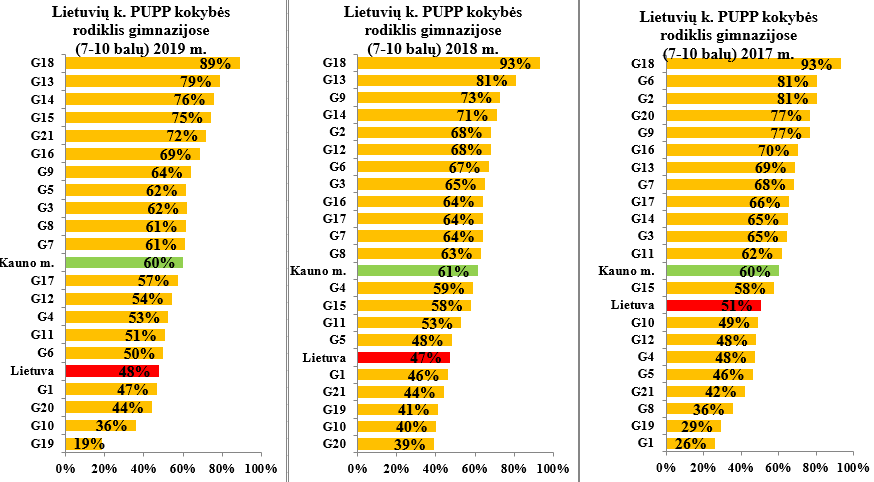 Lietuvių k. PUPP kokybės
rodiklis gimnazijose
(7-10 balų) 2019 m.
G18 89%
G13 79%
G14 76%
G15 75%
G21 72%
G16 69%
G9 64%
G5 62%
G3 62%
G8 61%
G7 61%
Kauno m. 60%
G17 57%
G12 54%
G4 53%
G11 51%
G6 50%
Lietuva 48%
G1 47%
G20 44%
G10 36%
G19 19%
0% 20% 40% 60% 80% 100%
Lietuvių k. PUPP kokybės
rodiklis gimnazijose
(7-10 balų) 2018 m.
G18 93%
G13 81%
G9 73%
G14 71%
G2 68%
G12 68%
G6 67%
G3 65%
G16 64%
G17 64%
G7 64%
G8 63%
Kauno m. 61%
G4 59%
G15 58%
G11 53%
G5 48%
Lietuva 47%
G1 46%
G21 44%
G19 41%
G10 40%
G20 39%
0% 20% 40% 60% 80% 100%
Lietuvių k. PUPP kokybės
rodiklis gimnazijose
(7-10 balų) 2017 m.
G18 93%
G6 81%
G2 81%
G20 77%
G9 77%
G16 70%
G13 69%
G7 68%
G17 66%
G14 65%
G3 65%
G11 62%
Kauno m. 60%
G15 58%
Lietuva 51%
G10 49%
G12 48%
G4 48%
G5 46%
G21 42%
G8 36%
G19 29%
G1 26%
0% 20% 40% 60% 80% 100%